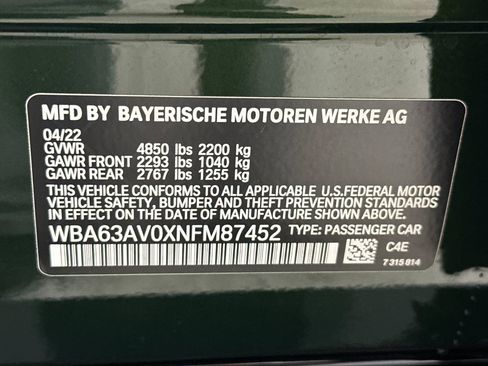 MFD BY BAYERISCHE MOTOREN WERKE AG
04/22
GVWR 4850 lbs 2200 kg
GAWR FRONT 2293 lbs 1040 kg
GAWR REAR 2767 lbs 1255 kg
THIS VEHICLE CONFORMS TO ALL APPLICABLE U.S.FEDERAL MOTOR
VEHICLE SAFETY, BUMPER AND THEFT PREVENTION STANDARDS
IN EFFECT ON THE DATE OF MANUFACTURE SHOWN ABOVE.
WBA63AV0XNFM87452 TYPE: PASSENGER CAR
C4E
7 315 814